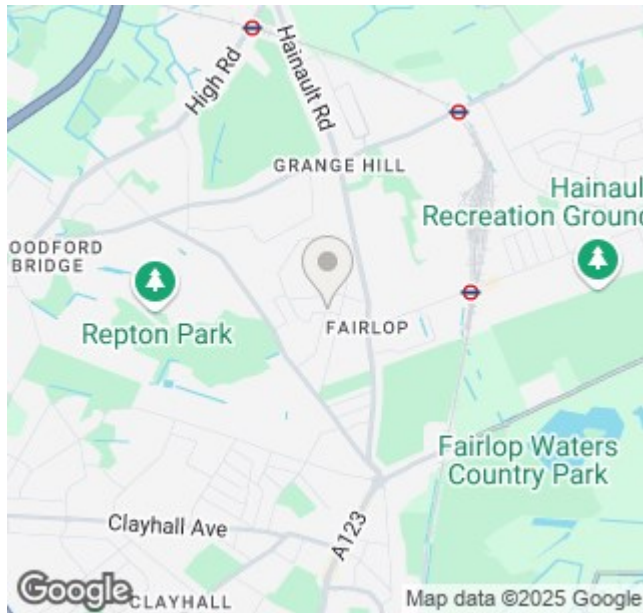 High Rd
Hainault Rd
GRANGE HILL
Hainaul
Recreation Ground
OODFORD
BRIDGE
Repton Park
FAIRLOP
Fairlop Waters
Country Park
Clayhall Ave
A123
CLAYHALL
Google
Map data ©2025 Google